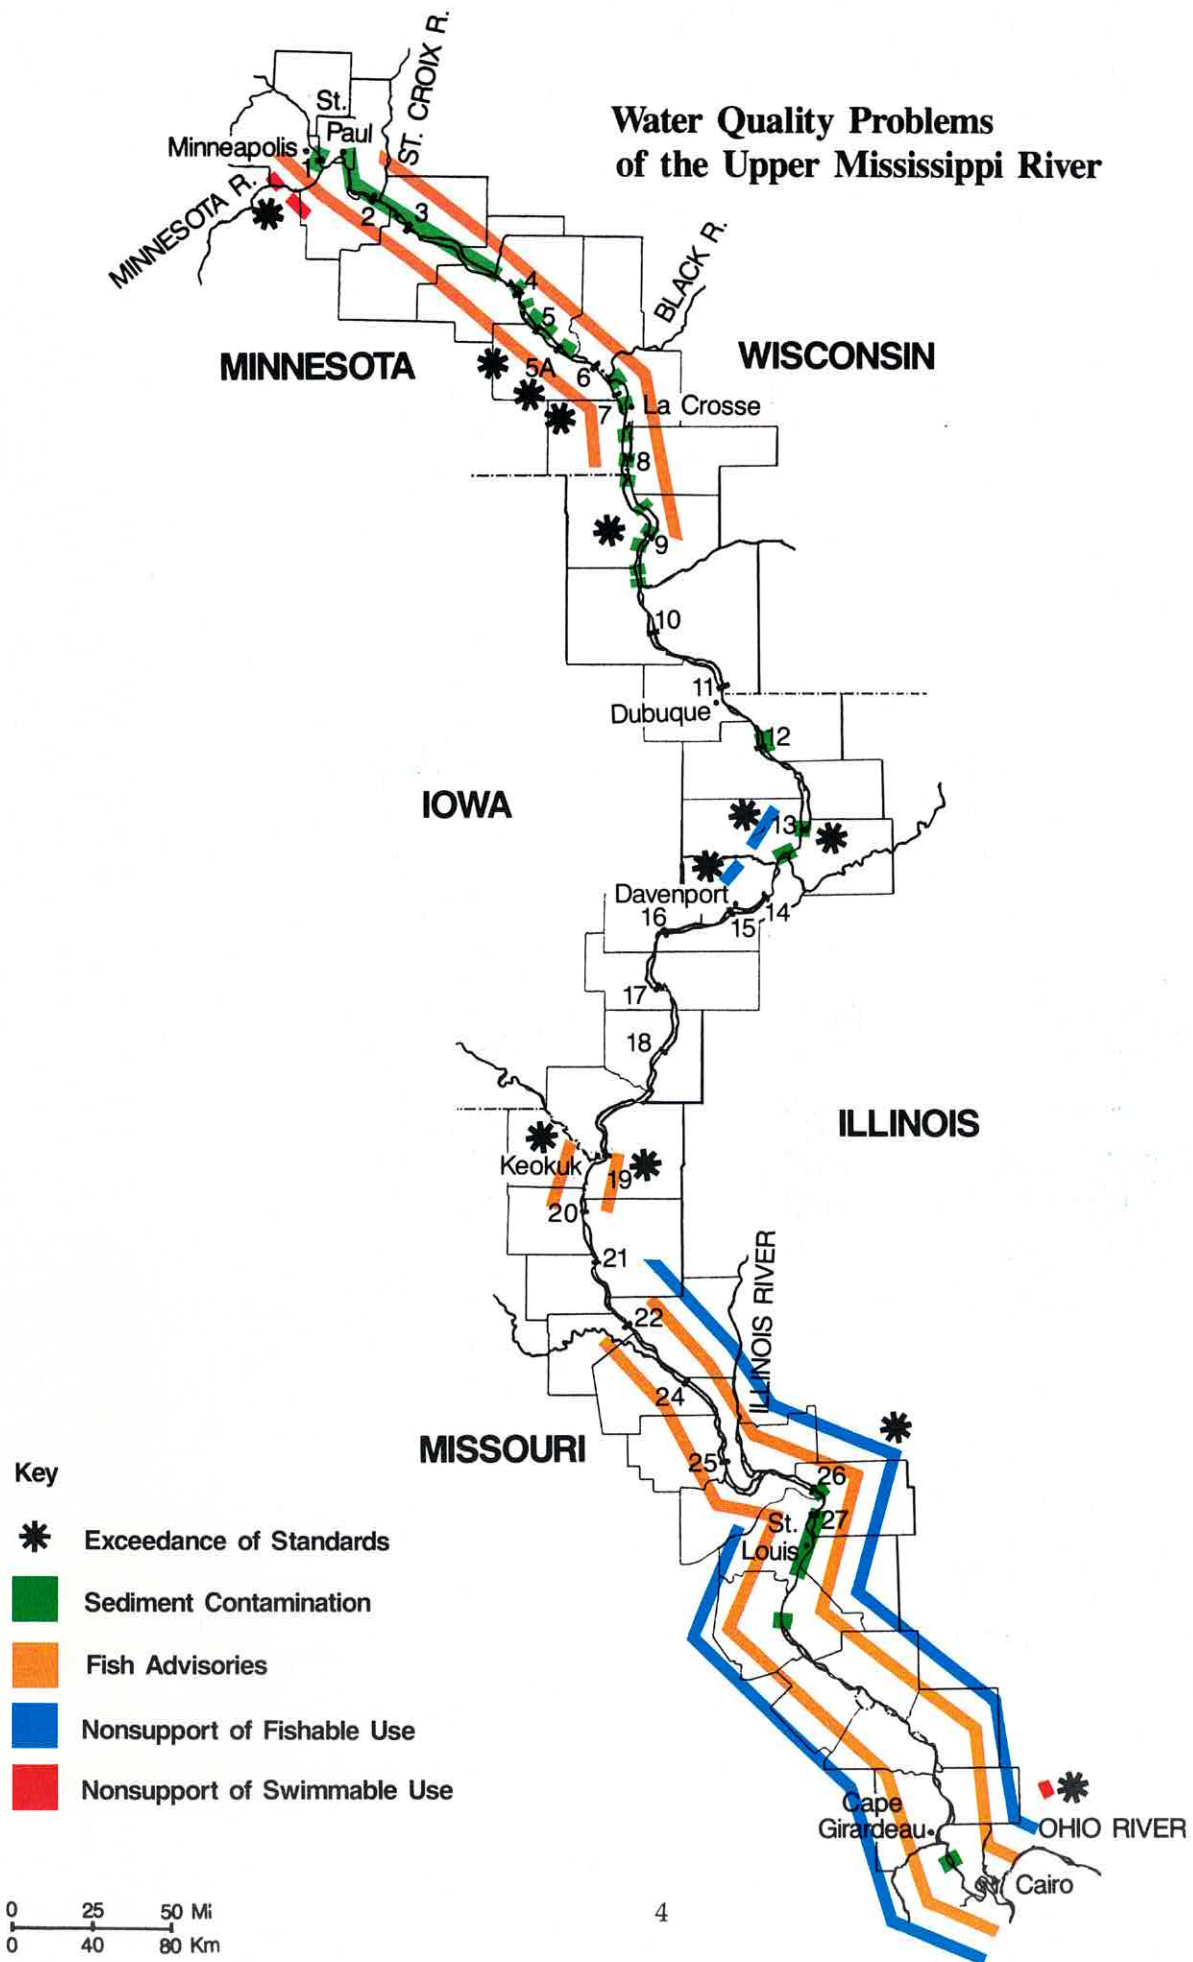 Water Quality Problems
of the Upper Mississippi River
ST. CROIX R.
St.
Paul
Minneapolis
1
MINNESOTA R.
2
3
4
BLACK R.
5
MINNESOTA
WISCONSIN
5A
6
7
La Crosse
8
9
10
11
Dubuque
12
IOWA
13
Davenport
14
15
16
17
18
ILLINOIS
Keokuk
19
20
21
ILLINOIS RIVER
22
24
MISSOURI
25
26
27
St.
Louis
Cape
Girardeau
OHIO RIVER
Cairo
Key
Exceedance of Standards
Sediment Contamination
Fish Advisories
Nonsupport of Fishable Use
Nonsupport of Swimmable Use
0 25 50 Mi
0 40 80 Km
4